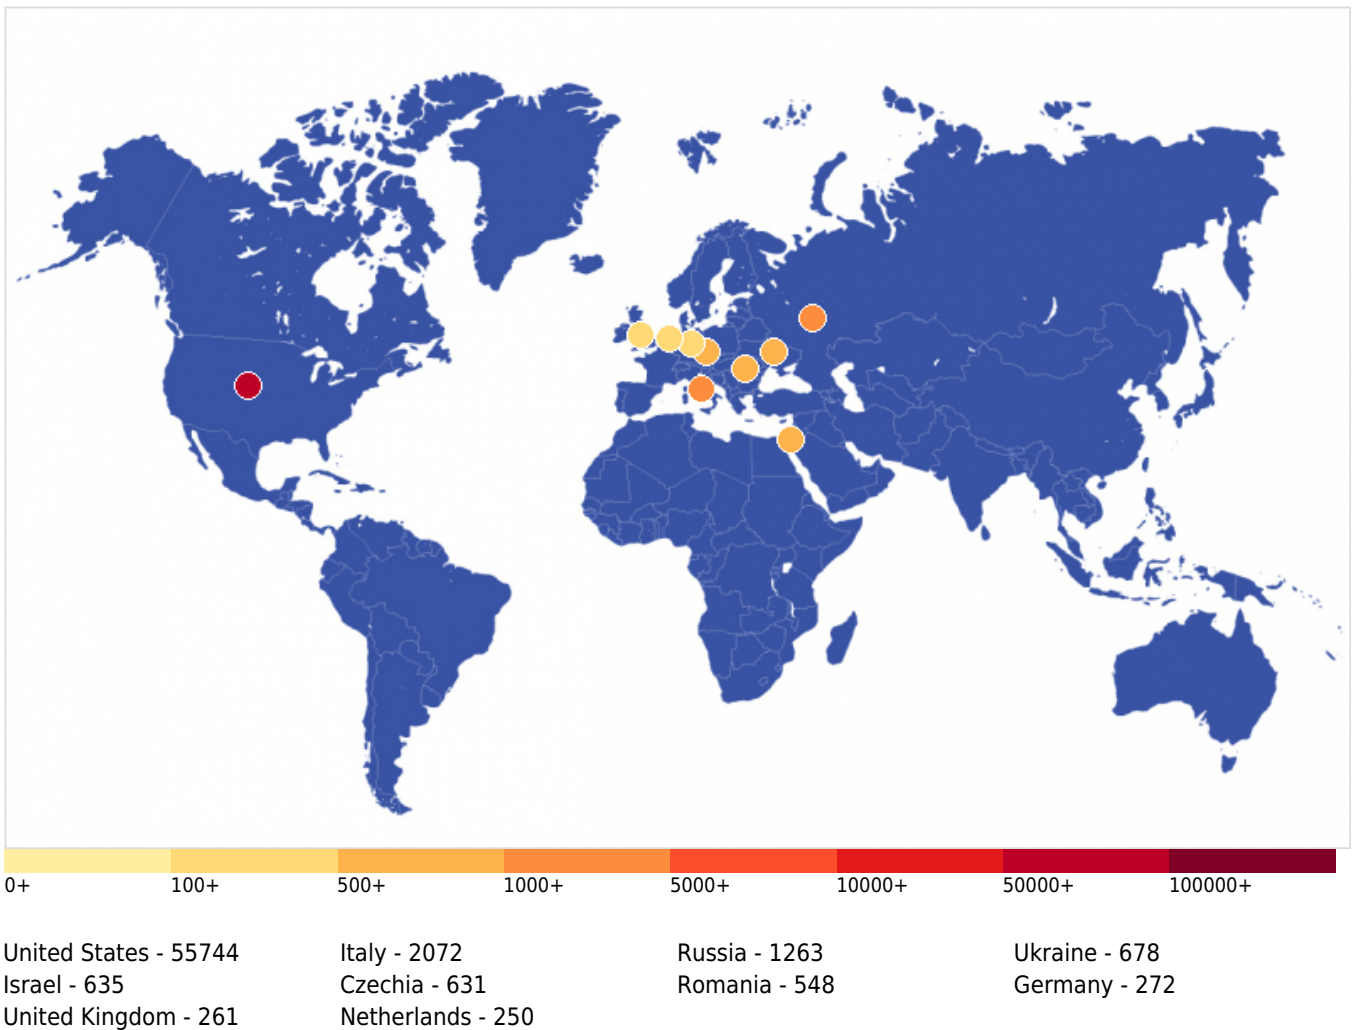 0+ 100+ 500+ 1000+ 5000+ 10000+ 50000+ 100000+
United States - 55744 Italy - 2072 Russia - 1263 Ukraine - 678
Israel - 635 Czechia - 631 Romania - 548 Germany - 272
United Kingdom - 261 Netherlands - 250